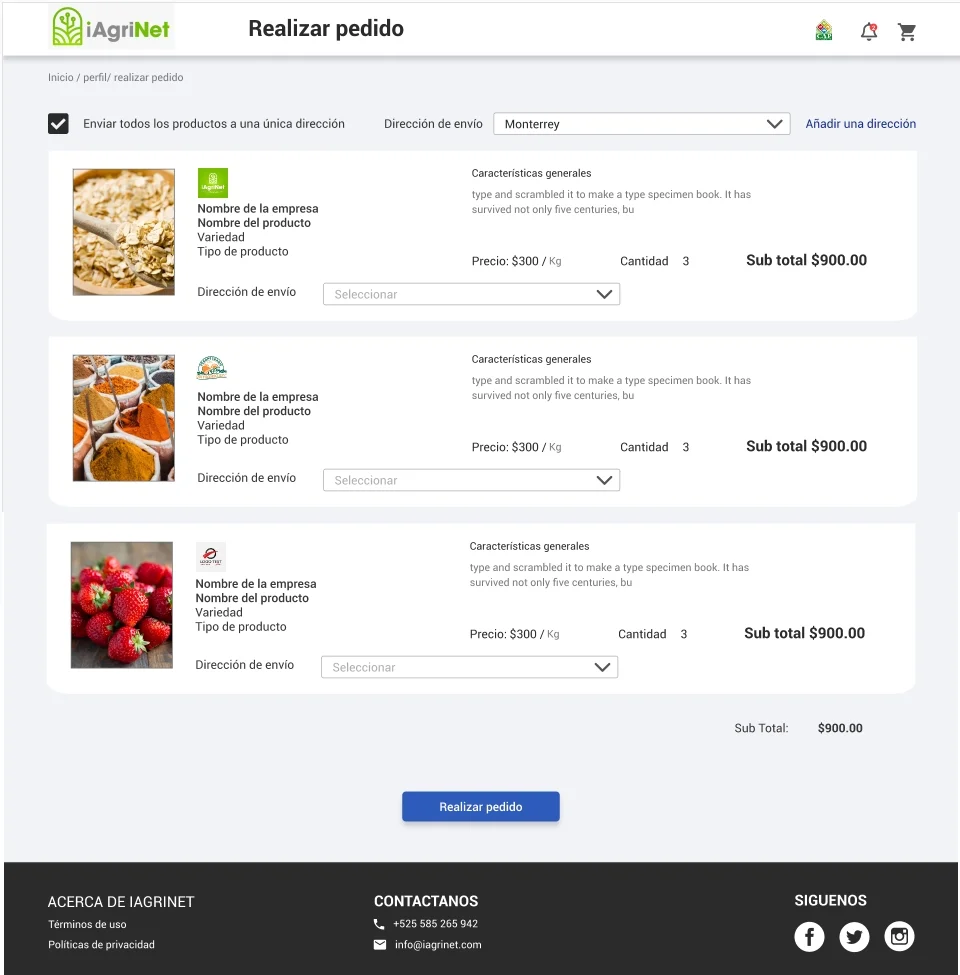 iAgriNet
Realizar pedido
CAP
2
Inicio / perfil/ realizar pedido
Enviar todos los productos a una única dirección
Dirección de envío
Monterrey
Añadir una dirección
iAgriNet
Nombre de la empresa
Nombre del producto
Variedad
Tipo de producto
Características generales
type and scrambled it to make a type specimen book. It has
survived not only five centuries, bu
Precio: $300 / Kg
Cantidad 3
Sub total $900.00
Dirección de envío
Seleccionar
Nombre de la empresa
Nombre del producto
Variedad
Tipo de producto
Características generales
type and scrambled it to make a type specimen book. It has
survived not only five centuries, bu
Precio: $300 / Kg
Cantidad 3
Sub total $900.00
Dirección de envío
Seleccionar
LOGO TEXT
Nombre de la empresa
Nombre del producto
Variedad
Tipo de producto
Características generales
type and scrambled it to make a type specimen book. It has
survived not only five centuries, bu
Precio: $300 / Kg
Cantidad 3
Sub total $900.00
Dirección de envío
Seleccionar
Sub Total: $900.00
Realizar pedido
ACERCA DE IAGRINET
Términos de uso
Políticas de privacidad
CONTACTANOS
+525 585 265 942
info@iagrinet.com
SIGUENOS